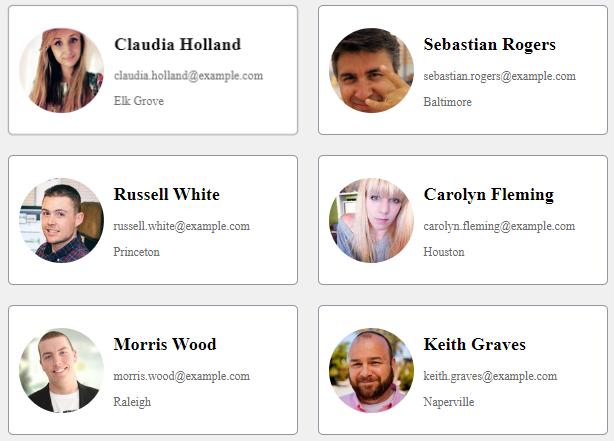 Claudia Holland
claudia.holland@example.com
Elk Grove
Sebastian Rogers
sebastian.rogers@example.com
Baltimore
Russell White
russell.white@example.com
Princeton
Carolyn Fleming
carolyn.fleming@example.com
Houston
Morris Wood
morris.wood@example.com
Raleigh
Keith Graves
keith.graves@example.com
Naperville